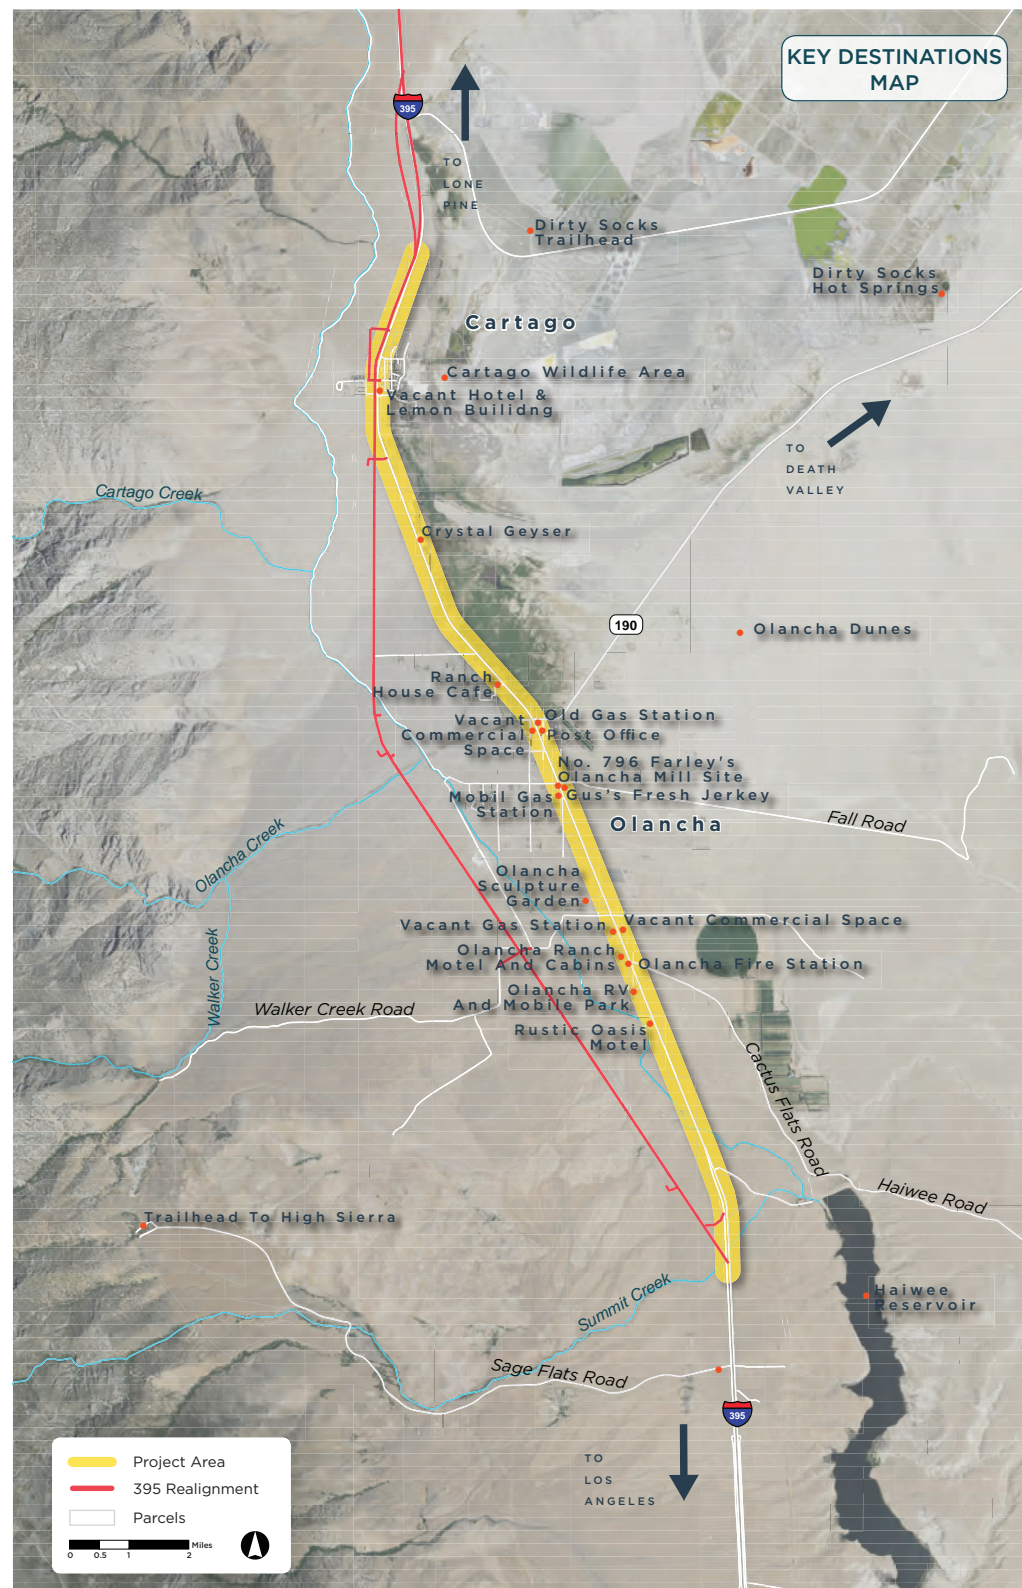 KEY DESTINATIONS
MAP
395
TO
LONE
PINE
Dirty Socks
Trailhead
Dirty Socks
Hot Springs
Cartago
Cartago Wildlife Area
Vacant Hotel &
Lemon Builidng
TO
DEATH
VALLEY
Cartago Creek
Crystal Geyser
190
Olancha Dunes
Ranch
House Cafe
Old Gas Station
Vacant
Commercial
Space
Post Office
No. 796 Farley's
Olancha Mill Site
Mobil Gas
Station
Gus's Fresh Jerkey
Olancha
Fall Road
Olancha Creek
Olancha
Sculpture
Garden
Vacant Gas Station
Vacant Commercial Space
Walker Creek
Olancha Ranch
Motel And Cabins
Olancha Fire Station
Olancha RV
And Mobile Park
Walker Creek Road
Rustic Oasis
Motel
Cactus Flats Road
Haiwee Road
Trailhead To High Sierra
Summit Creek
Haiwee
Reservoir
Sage Flats Road
395
TO
LOS
ANGELES
Project Area
395 Realignment
Parcels
Miles
0 0.5 1 2